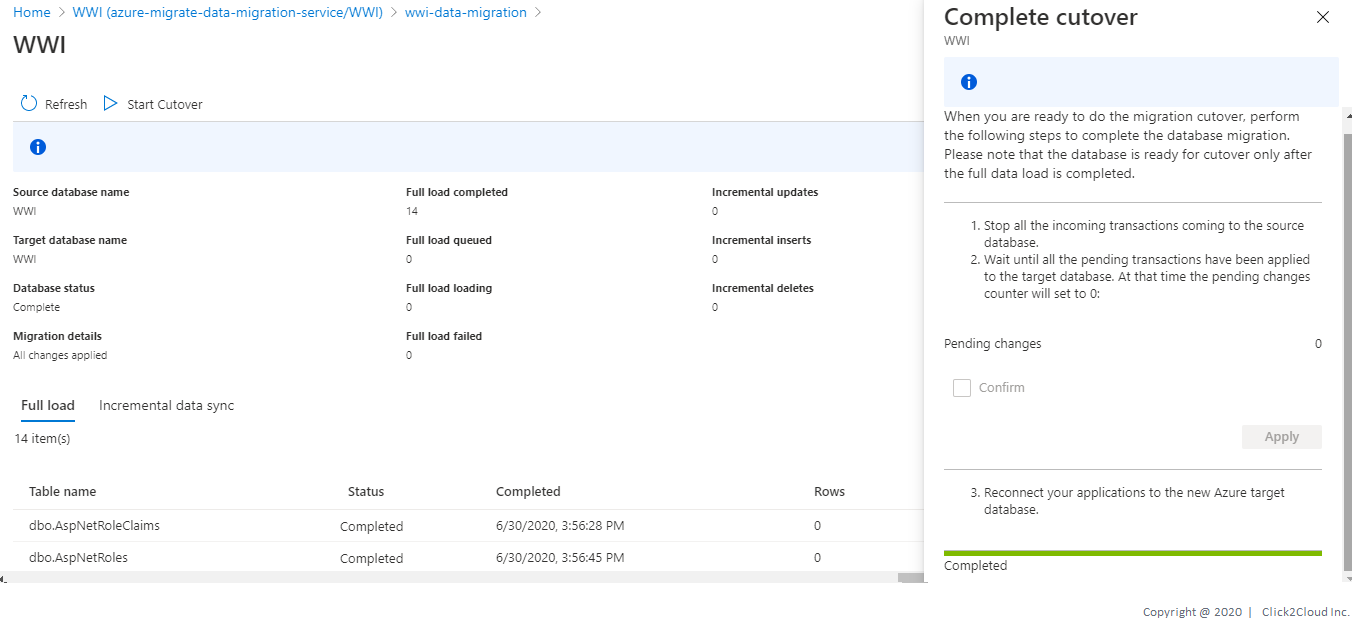 Home > WWI (azure-migrate-data-migration-service/WWI) > wwi-data-migration >
WWI
Refresh Start Cutover
Source database name Full load completed Incremental updates
WWI 14 0
Target database name Full load queued Incremental inserts
WWI 0 0
Database status Full load loading Incremental deletes
Complete 0 0
Migration details Full load failed
All changes applied 0
Full load Incremental data sync
14 item(s)
Table name Status Completed Rows
dbo.AspNetRoleClaims Completed 6/30/2020, 3:56:28 PM 0
dbo.AspNetRoles Completed 6/30/2020, 3:56:45 PM 0
Complete cutover
WWI
When you are ready to do the migration cutover, perform
the following steps to complete the database migration.
Please note that the database is ready for cutover only after
the full data load is completed.
1. Stop all the incoming transactions coming to the source
database.
2. Wait until all the pending transactions have been applied
to the target database. At that time the pending changes
counter will set to 0:
Pending changes 0
Confirm
Apply
3. Reconnect your applications to the new Azure target
database.
Completed
Copyright @ 2020 | Click2Cloud Inc.